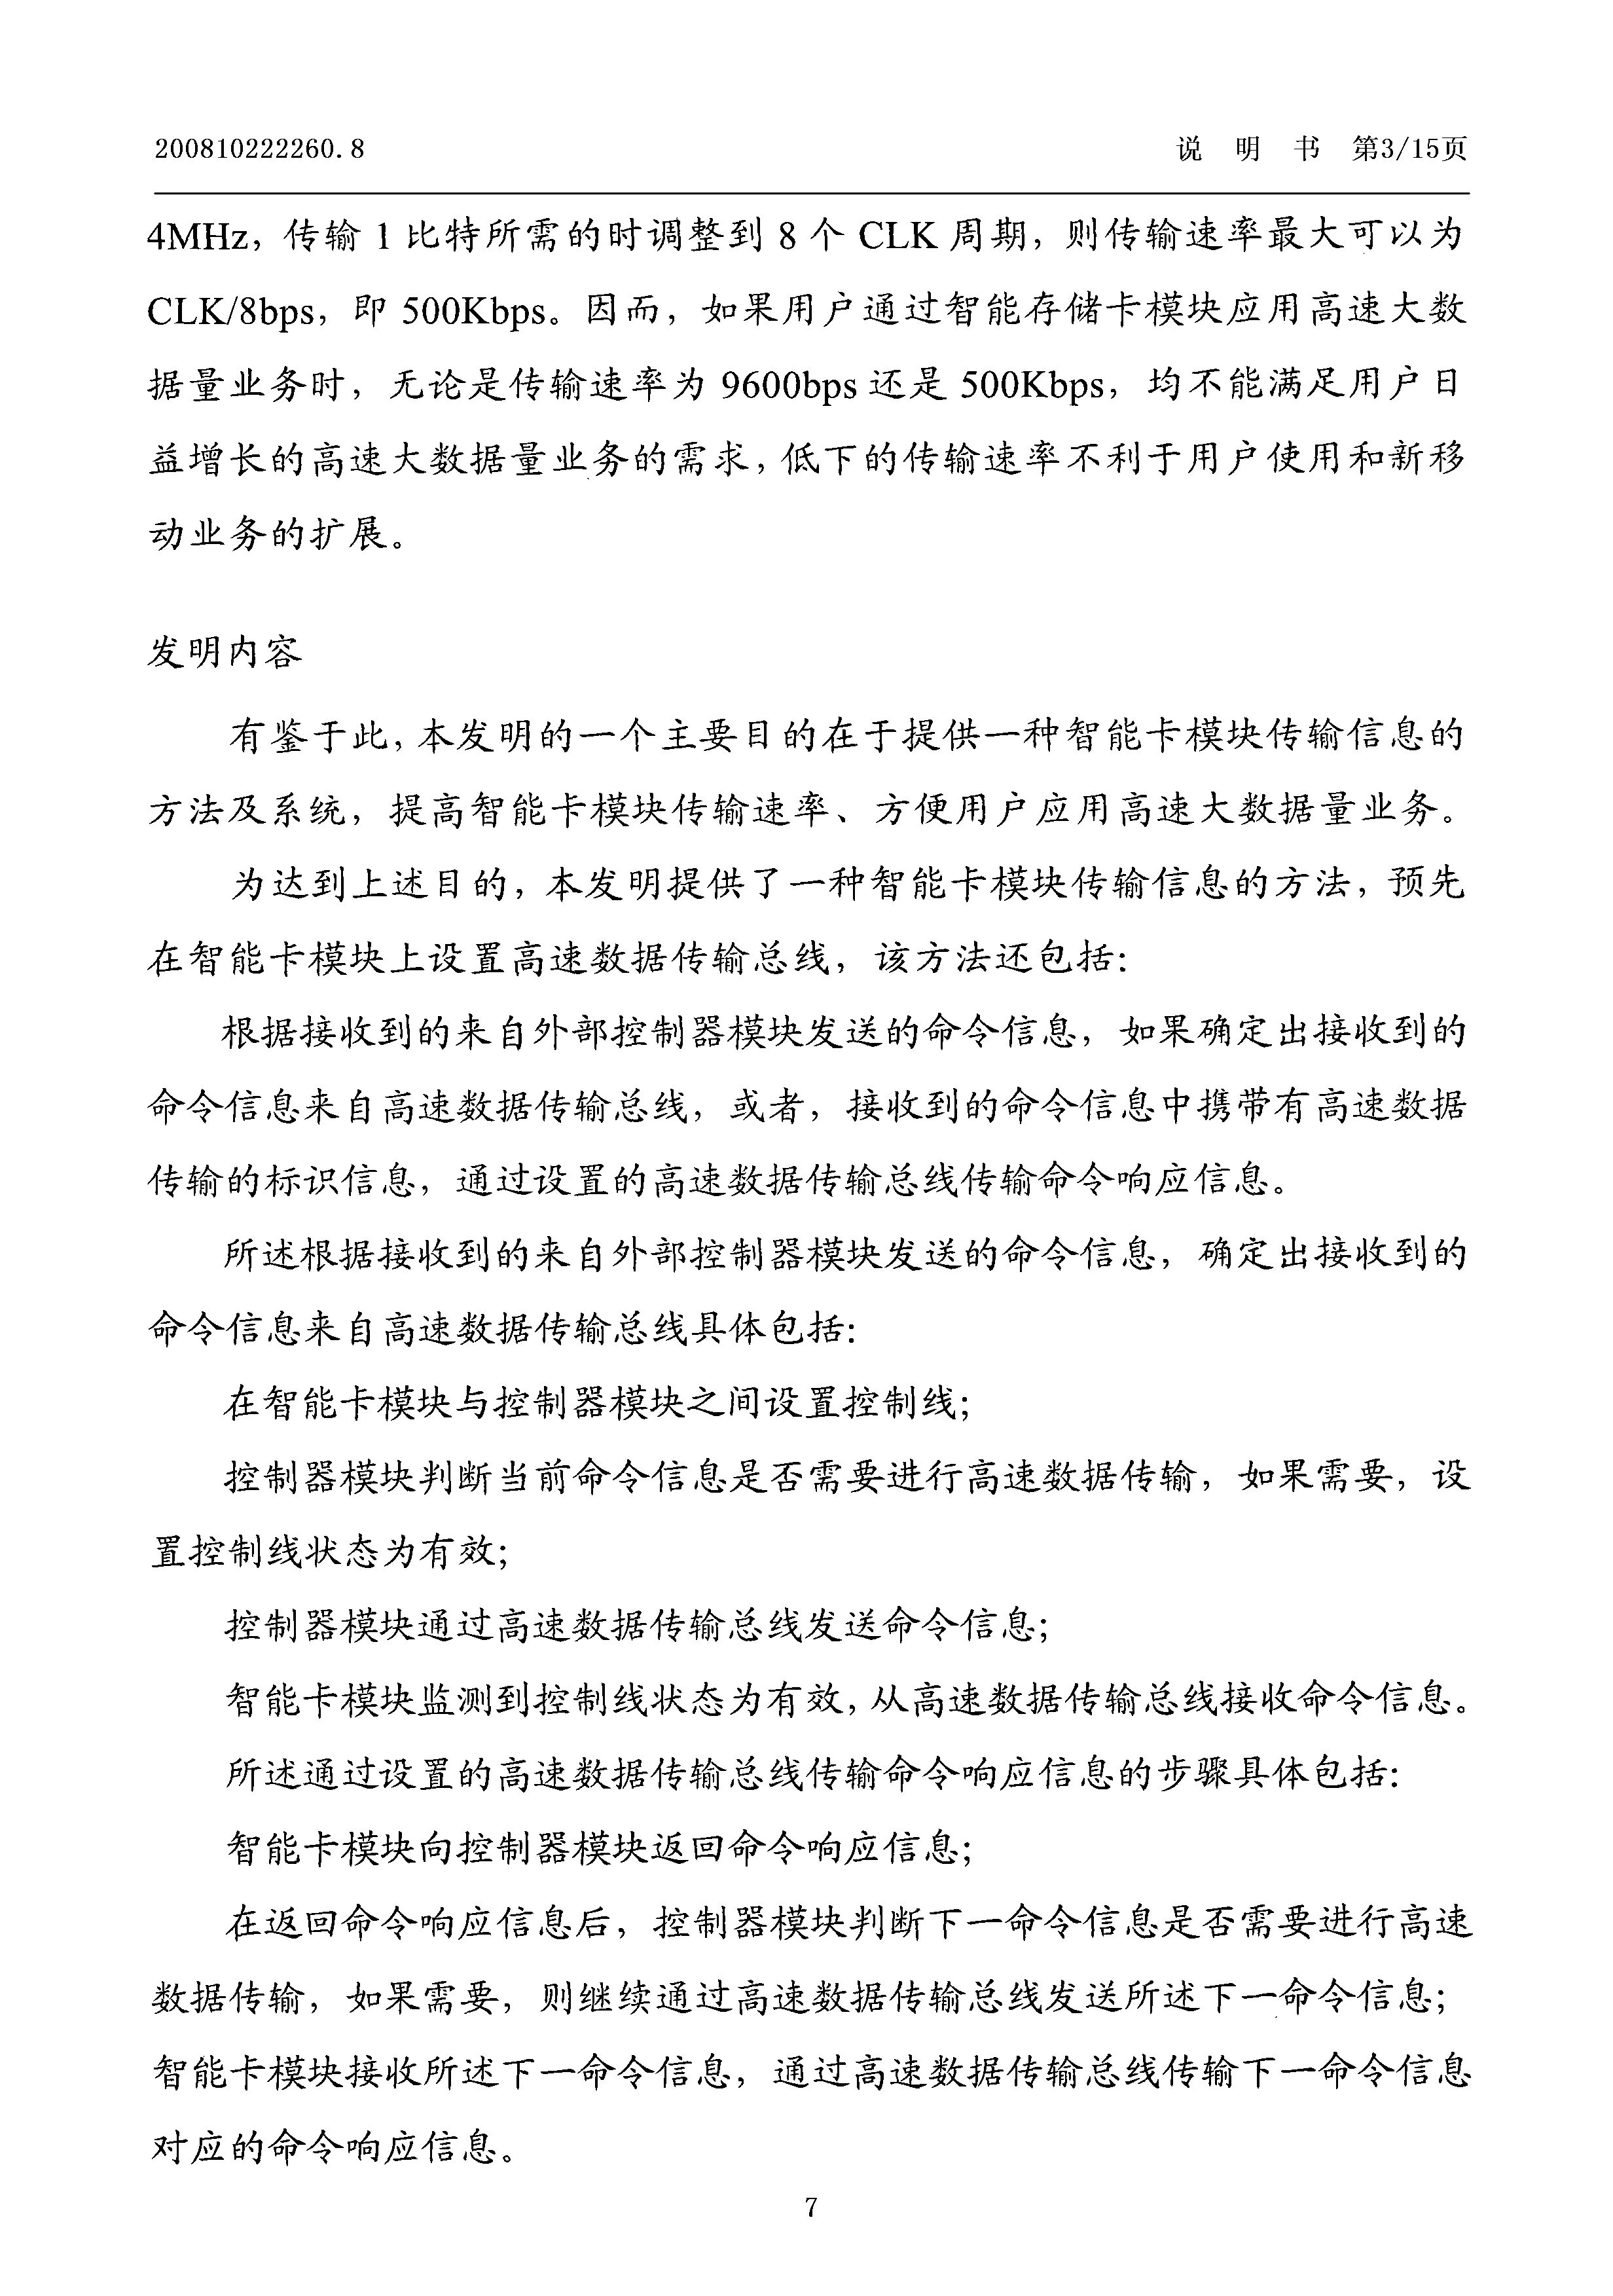 200810222260.8
说 明 书 第3/15页
4MHz，传输 1 比特所需的时调整到 8 个 CLK 周期，则传输速率最大可以为
CLK/8bps，即 500Kbps。因而，如果用户通过智能存储卡模块应用高速大数
据量业务时，无论是传输速率为 9600bps 还是 500Kbps，均不能满足用户日
益增长的高速大数据量业务的需求，低下的传输速率不利于用户使用和新移
动业务的扩展。
发明内容
有鉴于此，本发明的一个主要目的在于提供一种智能卡模块传输信息的
方法及系统，提高智能卡模块传输速率、方便用户应用高速大数据量业务。
为达到上述目的，本发明提供了一种智能卡模块传输信息的方法，预先
在智能卡模块上设置高速数据传输总线，该方法还包括：
根据接收到的来自外部控制器模块发送的命令信息，如果确定出接收到的
命令信息来自高速数据传输总线，或者，接收到的命令信息中携带有高速数据
传输的标识信息，通过设置的高速数据传输总线传输命令响应信息。
所述根据接收到的来自外部控制器模块发送的命令信息，确定出接收到的
命令信息来自高速数据传输总线具体包括：
在智能卡模块与控制器模块之间设置控制线；
控制器模块判断当前命令信息是否需要进行高速数据传输，如果需要，设
置控制线状态为有效；
控制器模块通过高速数据传输总线发送命令信息；
智能卡模块监测到控制线状态为有效，从高速数据传输总线接收命令信息。
所述通过设置的高速数据传输总线传输命令响应信息的步骤具体包括：
智能卡模块向控制器模块返回命令响应信息；
在返回命令响应信息后，控制器模块判断下一命令信息是否需要进行高速
数据传输，如果需要，则继续通过高速数据传输总线发送所述下一命令信息；
智能卡模块接收所述下一命令信息，通过高速数据传输总线传输下一命令信息
对应的命令响应信息。
7